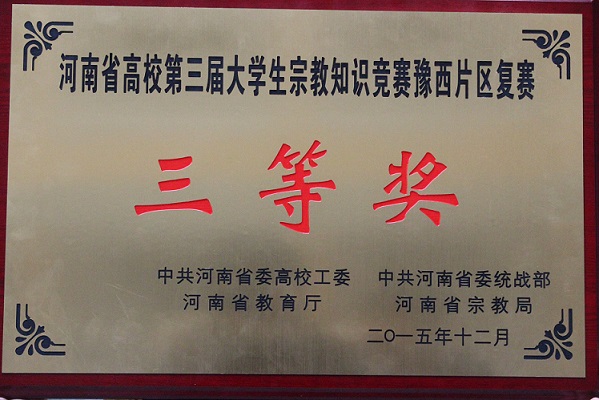 河南省高校第三届大学生宗教知识竞赛豫西片区复赛
三等奖
中共河南省委高校工委 中共河南省委统战部
河南省教育厅 河南省宗教局
二〇一五年十二月